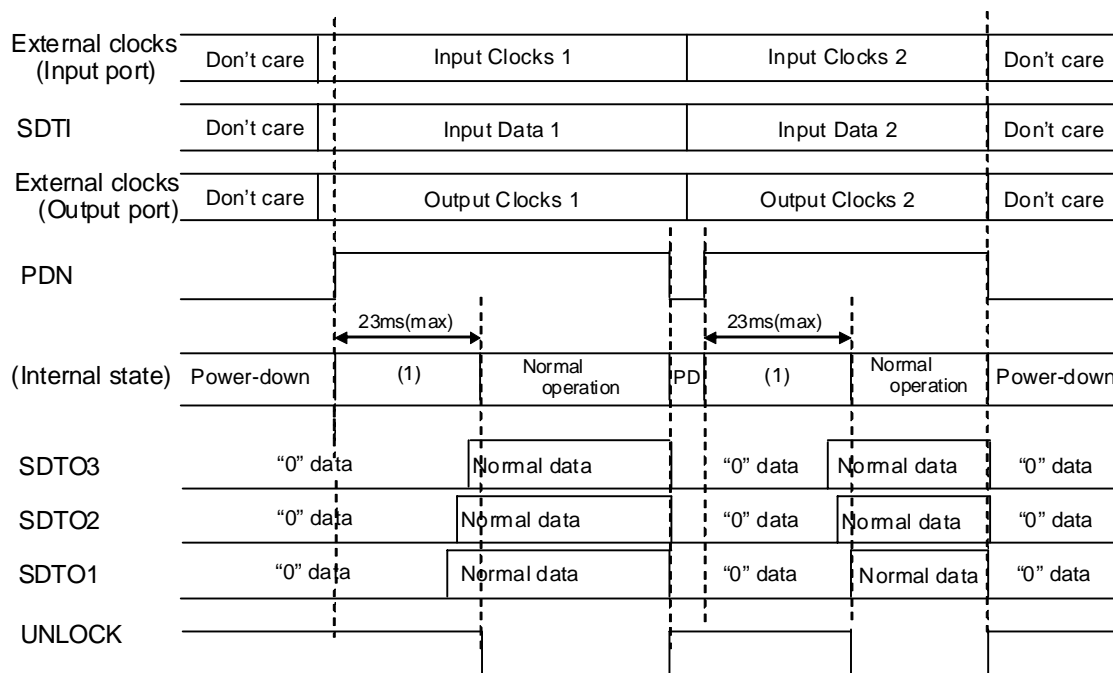 External clocks
(Input port)
Don't care
Input Clocks 1
Input Clocks 2
Don't care
SDTI
Don't care
Input Data 1
Input Data 2
Don't care
External clocks
(Output port)
Don't care
Output Clocks 1
Output Clocks 2
Don't care
PDN
23ms(max)
23ms(max)
(Internal state)
Power-down
(1)
Normal
operation
PD
(1)
Normal
operation
Power-down
SDTO3
“0” data
Normal data
“0” data
Normal data
“0” data
SDTO2
“0” data
Normal data
“0” data
Normal data
“0” data
SDTO1
“0” data
Normal data
“0” data
Normal data
“0” data
UNLOCK